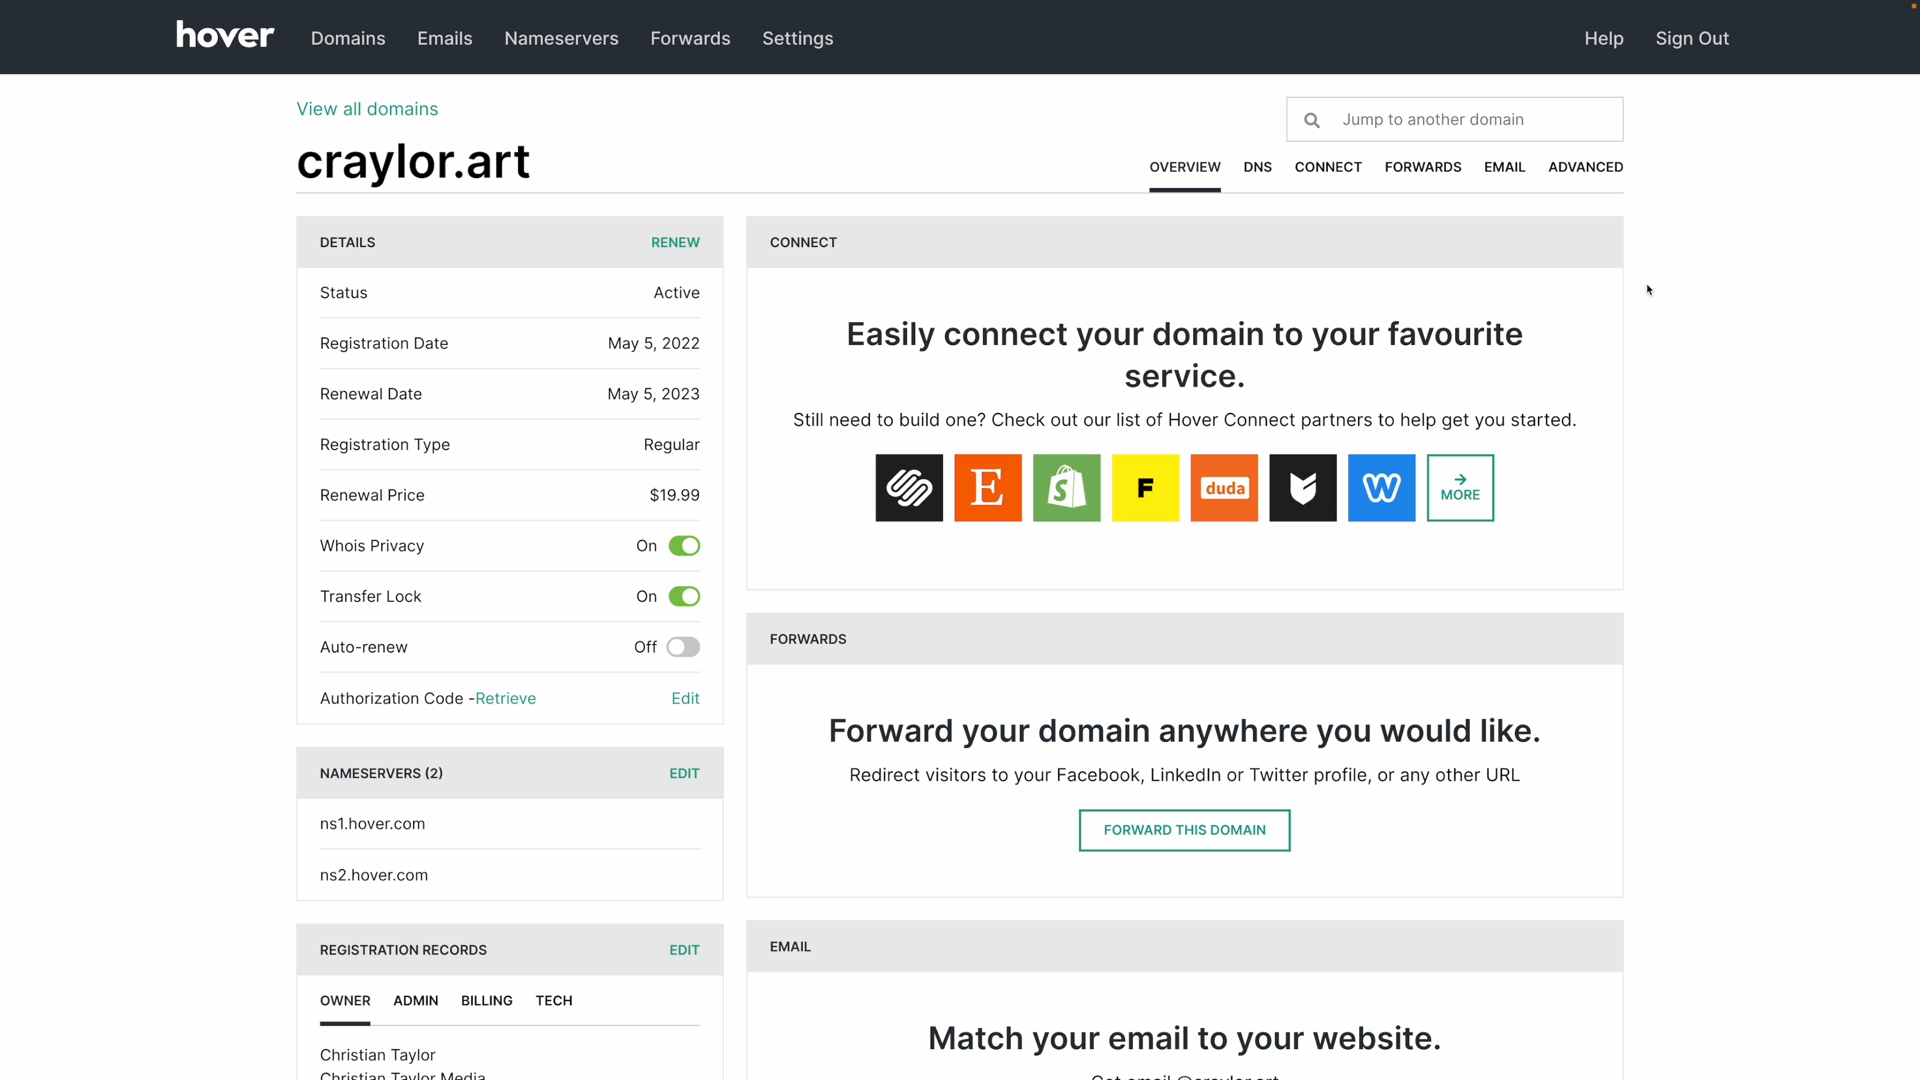 hover Domains Emails Nameservers Forwards Settings Help Sign Out
View all domains
Jump to another domain
craylor.art
OVERVIEW DNS CONNECT FORWARDS EMAIL ADVANCED
DETAILS RENEW
Status Active
Registration Date May 5, 2022
Renewal Date May 5, 2023
Registration Type Regular
Renewal Price $19.99
Whois Privacy On
Transfer Lock On
Auto-renew Off
Authorization Code -Retrieve Edit
NAMESERVERS (2) EDIT
ns1.hover.com
ns2.hover.com
REGISTRATION RECORDS EDIT
OWNER ADMIN BILLING TECH
Christian Taylor
Christian Taylor Media
CONNECT
Easily connect your domain to your favourite
service.
Still need to build one? Check out our list of Hover Connect partners to help get you started.
E S F duda W MORE
FORWARDS
Forward your domain anywhere you would like.
Redirect visitors to your Facebook, LinkedIn or Twitter profile, or any other URL
FORWARD THIS DOMAIN
EMAIL
Match your email to your website.
Get email @craylor.art